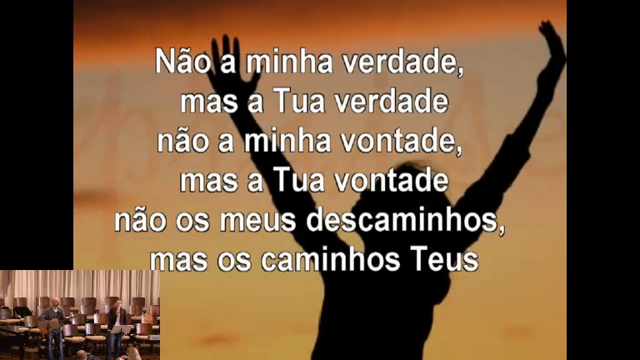 Não a minha verdade,
mas a Tua verdade
não a minha vontade,
mas a Tua vontade
não os meus descaminhos,
mas os caminhos Teus